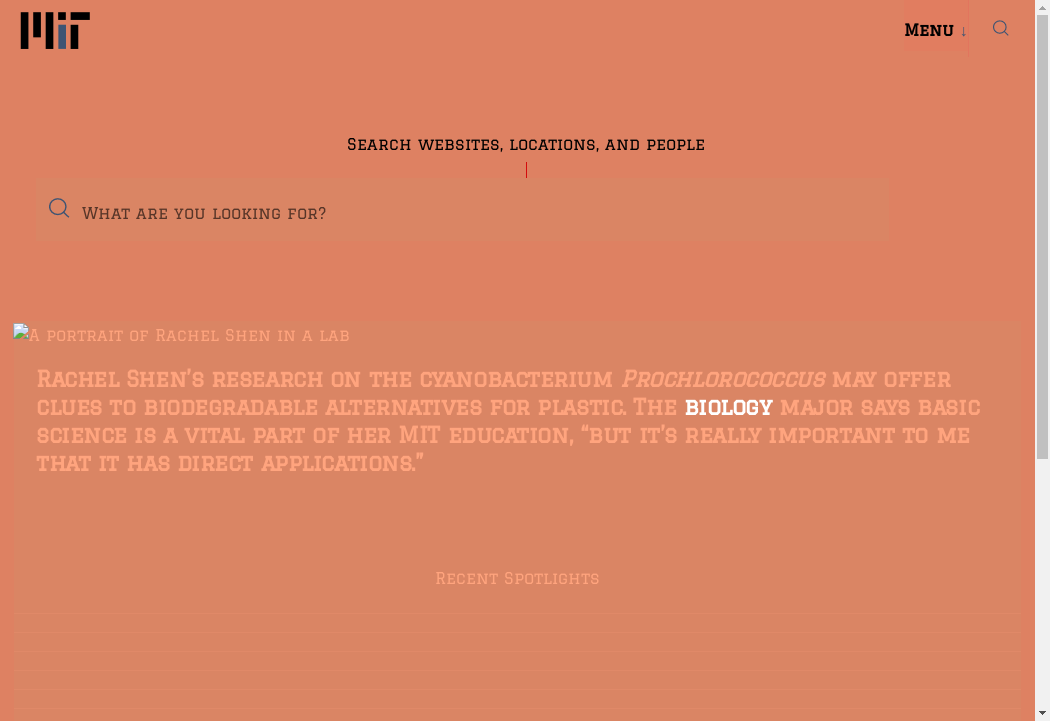 MIT
Menu ↓
Search websites, locations, and people
What are you looking for?
A portrait of Rachel Shen in a lab
Rachel Shen’s research on the cyanobacterium Prochlorococcus may offer
clues to biodegradable alternatives for plastic. The biology major says basic
science is a vital part of her MIT education, “but it’s really important to me
that it has direct applications.”
Recent Spotlights